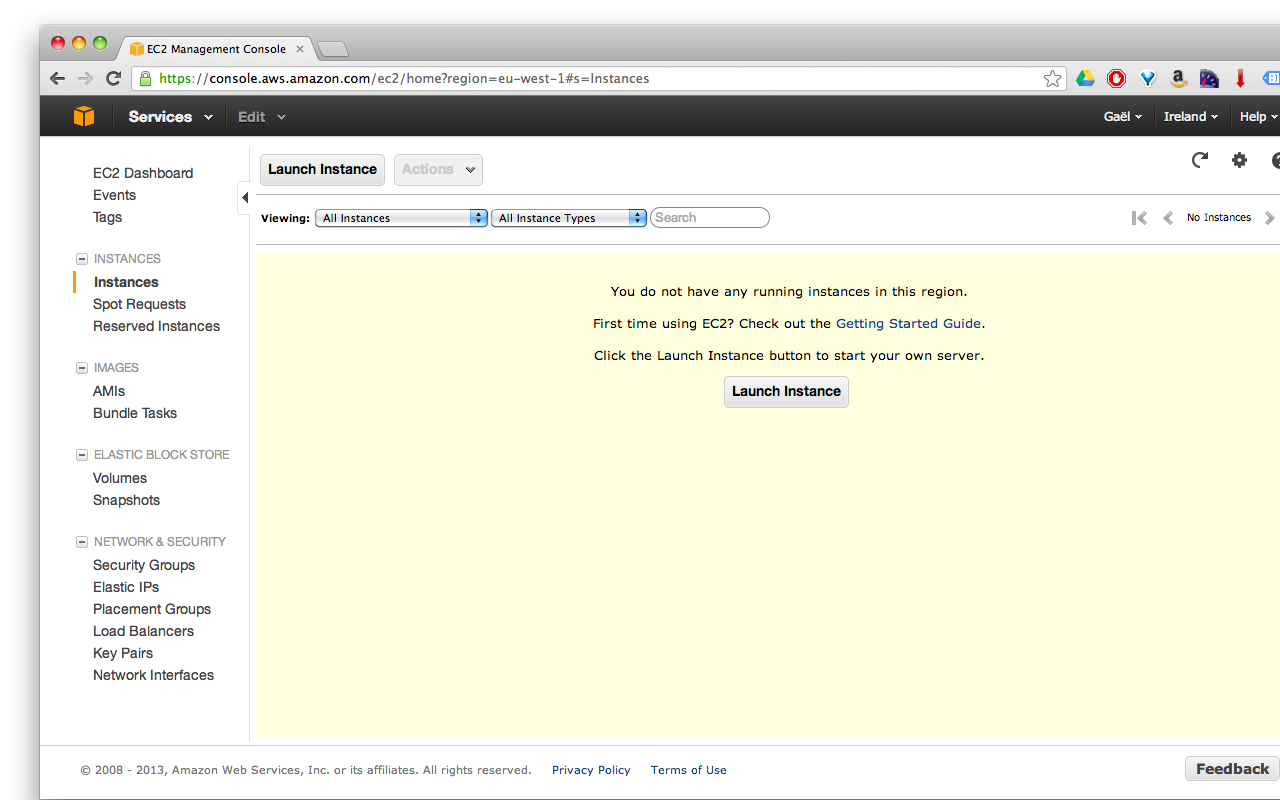 EC2 Management Console
https://console.aws.amazon.com/ec2/home?region=eu-west-1#s=Instances
Services Edit Gaël Ireland Help
EC2 Dashboard
Events
Tags
INSTANCES
Instances
Spot Requests
Reserved Instances
IMAGES
AMIs
Bundle Tasks
ELASTIC BLOCK STORE
Volumes
Snapshots
NETWORK & SECURITY
Security Groups
Elastic IPs
Placement Groups
Load Balancers
Key Pairs
Network Interfaces
Launch Instance Actions
Viewing: All Instances All Instance Types Search No Instances
You do not have any running instances in this region.
First time using EC2? Check out the Getting Started Guide.
Click the Launch Instance button to start your own server.
Launch Instance
© 2008 - 2013, Amazon Web Services, Inc. or its affiliates. All rights reserved. Privacy Policy Terms of Use Feedback